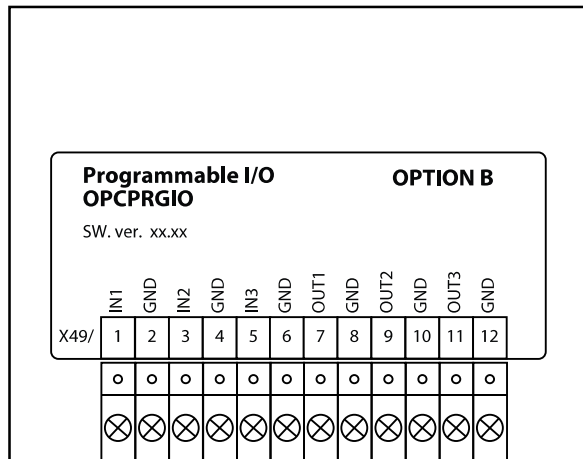 Programmable I/O OPTION B
OPCPRGIO
SW. ver. xx.xx
IN1 GND IN2 GND IN3 GND OUT1 GND OUT2 GND OUT3 GND
X49/ 1 2 3 4 5 6 7 8 9 10 11 12